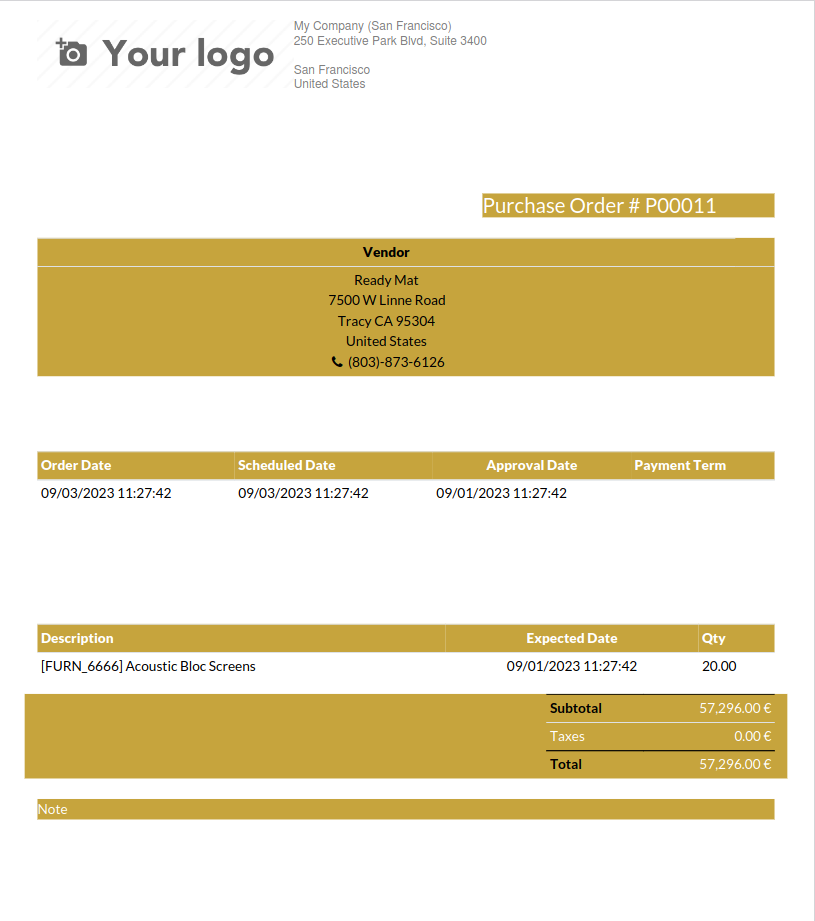 Your logo
My Company (San Francisco)
250 Executive Park Blvd, Suite 3400
San Francisco
United States
Purchase Order # P00011
Vendor
Ready Mat
7500 W Linne Road
Tracy CA 95304
United States
(803)-873-6126
Order Date Scheduled Date Approval Date Payment Term
09/03/2023 11:27:42 09/03/2023 11:27:42 09/01/2023 11:27:42
Description Expected Date Qty
[FURN_6666] Acoustic Bloc Screens 09/01/2023 11:27:42 20.00
Subtotal 57,296.00 €
Taxes 0.00 €
Total 57,296.00 €
Note